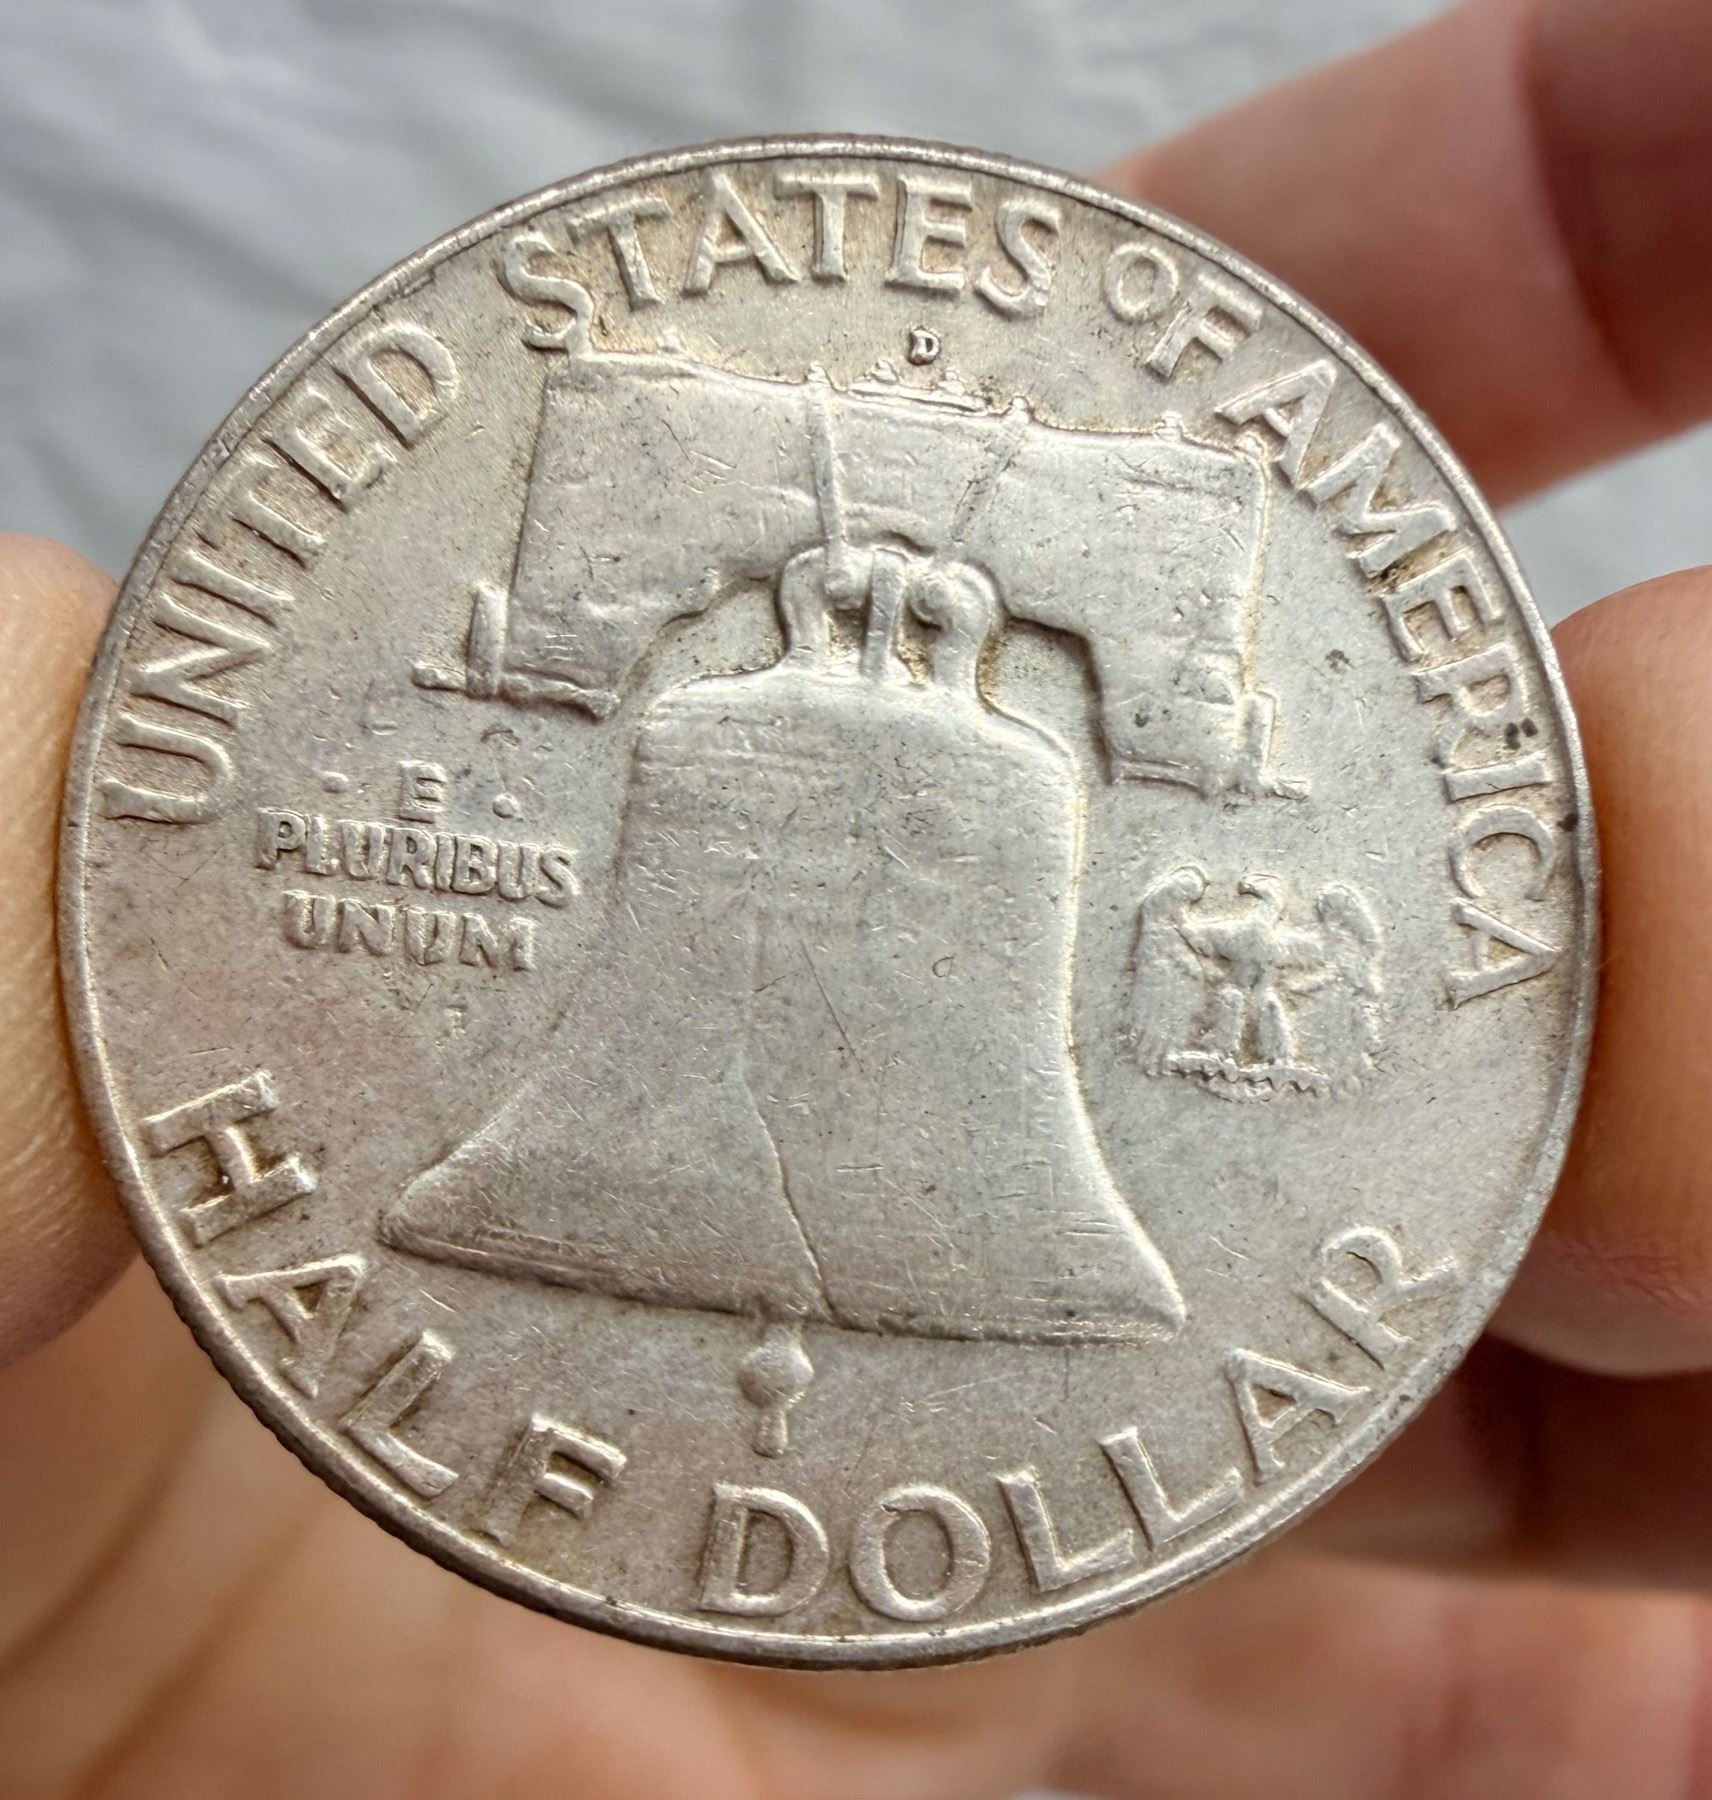 UNITED STATES OF AMERICA
D
E
PLURIBUS
UNUM
HALF DOLLAR